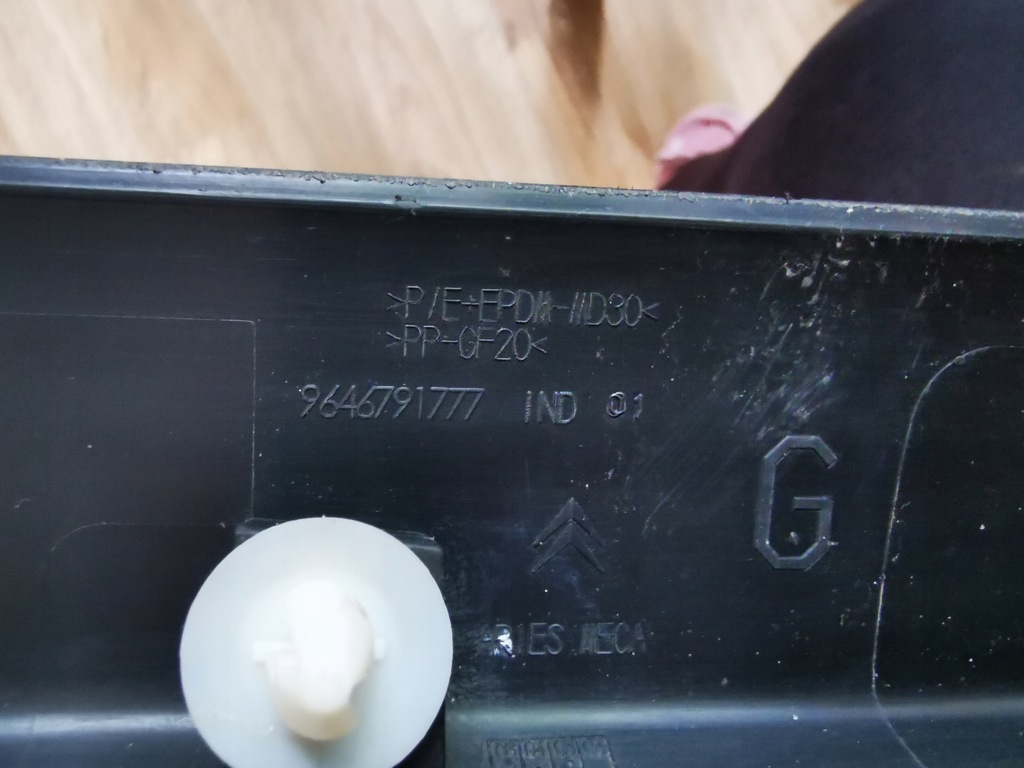 >P/E+EPDM-MD30<
>PP-GF20<
9646791777 IND 01
G
ARIES MECA